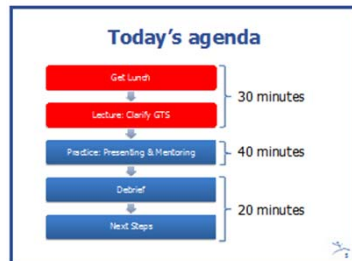 Today's agenda
Get Lunch
Lecture: Clarify GTS
30 minutes
Practice: Presenting & Mentoring
40 minutes
Debrief
Next Steps
20 minutes
5